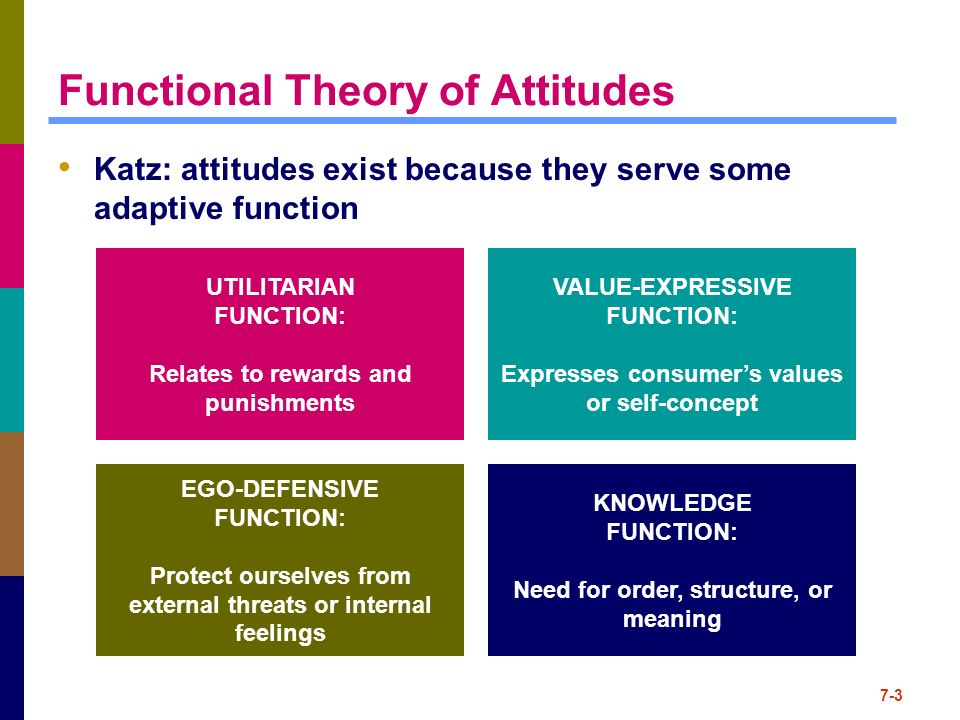 Functional Theory of Attitudes
• Katz: attitudes exist because they serve some
adaptive function
UTILITARIAN
FUNCTION:
Relates to rewards and
punishments
VALUE-EXPRESSIVE
FUNCTION:
Expresses consumer’s values
or self-concept
EGO-DEFENSIVE
FUNCTION:
Protect ourselves from
external threats or internal
feelings
KNOWLEDGE
FUNCTION:
Need for order, structure, or
meaning
7-3